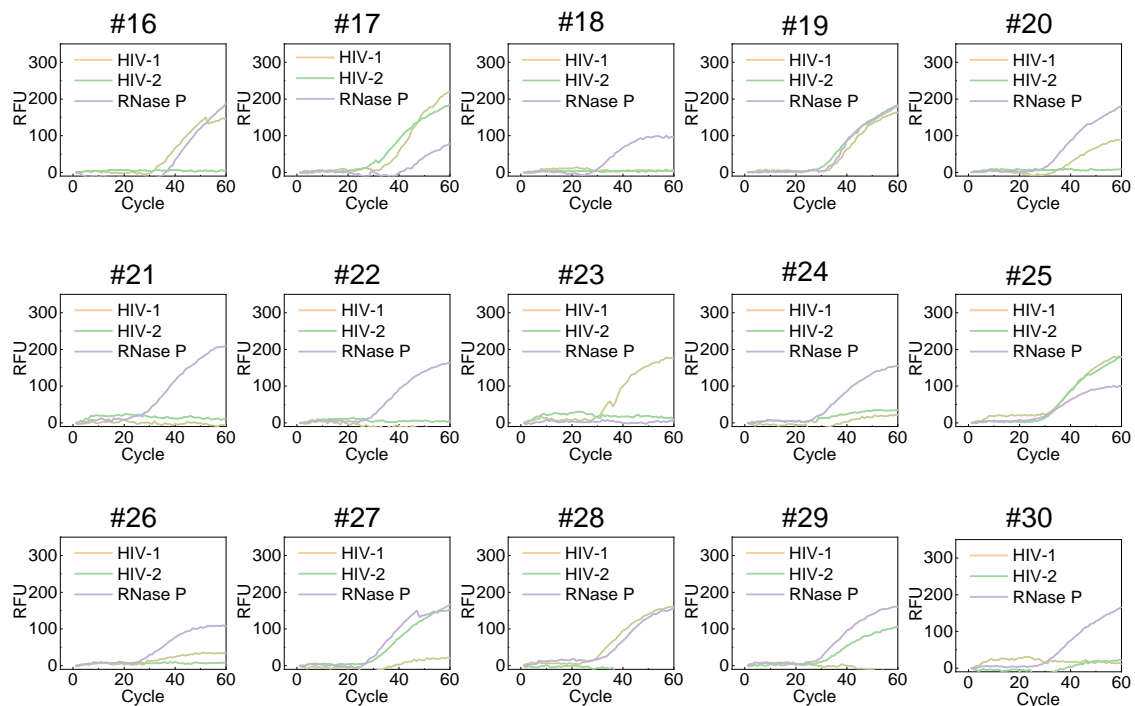 #16 #17 #18 #19 #20
300 HIV-1 300 HIV-1 300 HIV-1 300 HIV-1 300 HIV-1
HIV-2 HIV-2 HIV-2 HIV-2 HIV-2
200 RNase P 200 RNase P 200 RNase P 200 RNase P 200 RNase P
RFU RFU RFU RFU RFU
100 100 100 100 100
0 0 0 0 0
0 20 40 60 0 20 40 60 0 20 40 60 0 20 40 60 0 20 40 60
Cycle Cycle Cycle Cycle Cycle
#21 #22 #23 #24 #25
300 HIV-1 300 HIV-1 300 HIV-1 300 HIV-1 300 HIV-1
HIV-2 HIV-2 HIV-2 HIV-2 HIV-2
200 RNase P 200 RNase P 200 RNase P 200 RNase P 200 RNase P
RFU RFU RFU RFU RFU
100 100 100 100 100
0 0 0 0 0
0 20 40 60 0 20 40 60 0 20 40 60 0 20 40 60 0 20 40 60
Cycle Cycle Cycle Cycle Cycle
#26 #27 #28 #29 #30
300 HIV-1 300 HIV-1 300 HIV-1 300 HIV-1 300 HIV-1
HIV-2 HIV-2 HIV-2 HIV-2 HIV-2
200 RNase P 200 RNase P 200 RNase P 200 RNase P 200 RNase P
RFU RFU RFU RFU RFU
100 100 100 100 100
0 0 0 0 0
0 20 40 60 0 20 40 60 0 20 40 60 0 20 40 60 0 20 40 60
Cycle Cycle Cycle Cycle Cycle